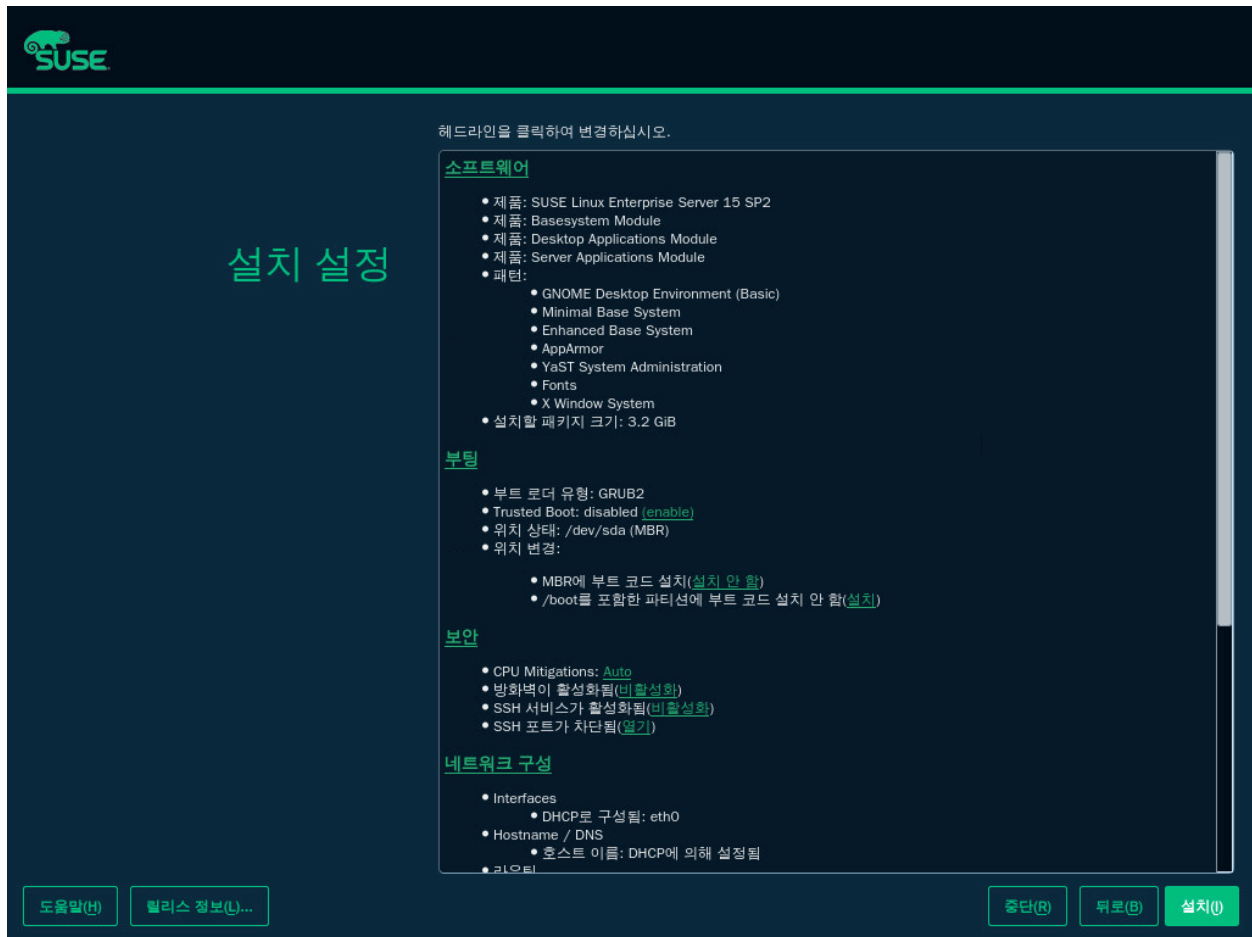 SUSE
헤드라인을 클릭하여 변경하십시오.
설치 설정
소프트웨어
제품: SUSE Linux Enterprise Server 15 SP2
제품: Basesystem Module
제품: Desktop Applications Module
제품: Server Applications Module
패턴:
GNOME Desktop Environment (Basic)
Minimal Base System
Enhanced Base System
AppArmor
YaST System Administration
Fonts
X Window System
설치할 패키지 크기: 3.2 GiB
부팅
부트 로더 유형: GRUB2
Trusted Boot: disabled (enable)
위치 상태: /dev/sda (MBR)
위치 변경:
MBR에 부트 코드 설치(설치 안 함)
/boot를 포함한 파티션에 부트 코드 설치 안 함(설치)
보안
CPU Mitigations: Auto
방화벽이 활성화됨(비활성화)
SSH 서비스가 활성화됨(비활성화)
SSH 포트가 차단됨(열기)
네트워크 구성
Interfaces
DHCP로 구성됨: eth0
Hostname / DNS
호스트 이름: DHCP에 의해 설정됨
라우팅
도움말(H) 릴리스 정보(L)... 중단(R) 뒤로(B) 설치(I)